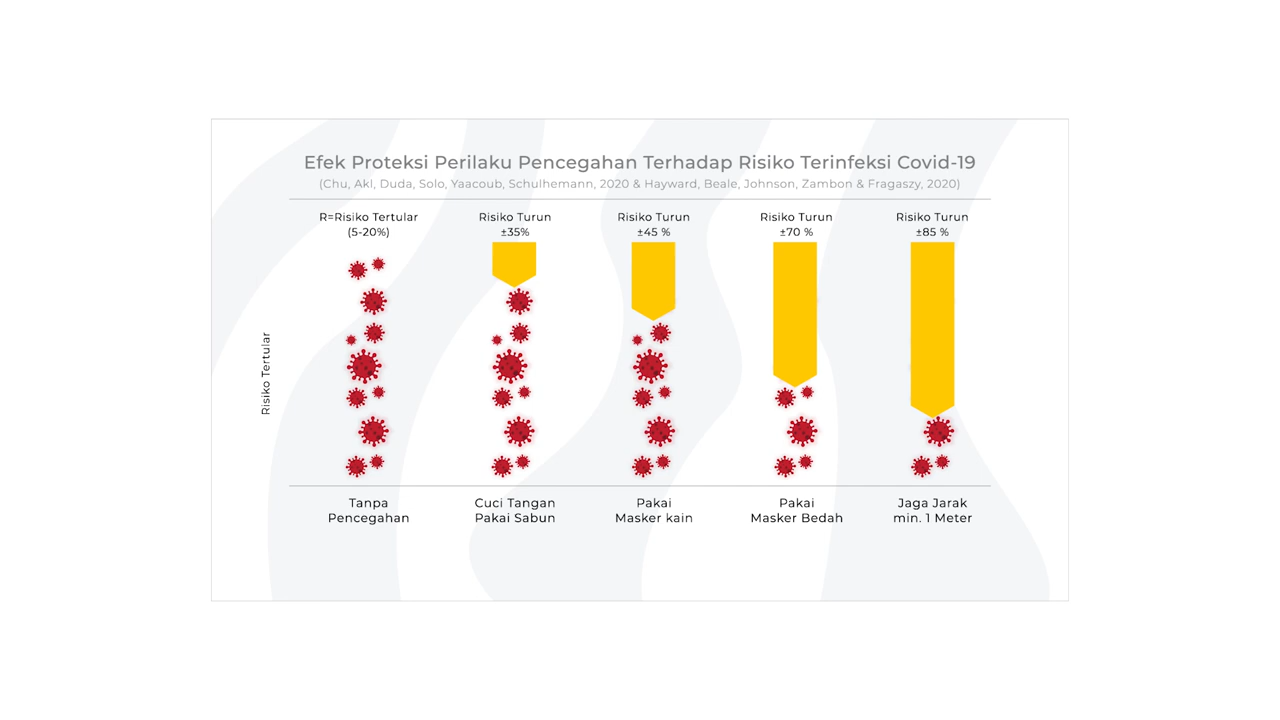 Efek Proteksi Perilaku Pencegahan Terhadap Risiko Terinfeksi Covid-19
(Chu, Akl, Duda, Solo, Yaacoub, Schulhemann, 2020 & Hayward, Beale, Johnson, Zambon & Fragaszy, 2020)
R=Risiko Tertular
(5-20%)
Risiko Turun
±35%
Risiko Turun
±45 %
Risiko Turun
±70 %
Risiko Turun
±85 %
Risiko Tertular
Tanpa
Pencegahan
Cuci Tangan
Pakai Sabun
Pakai
Masker kain
Pakai
Masker Bedah
Jaga Jarak
min. 1 Meter